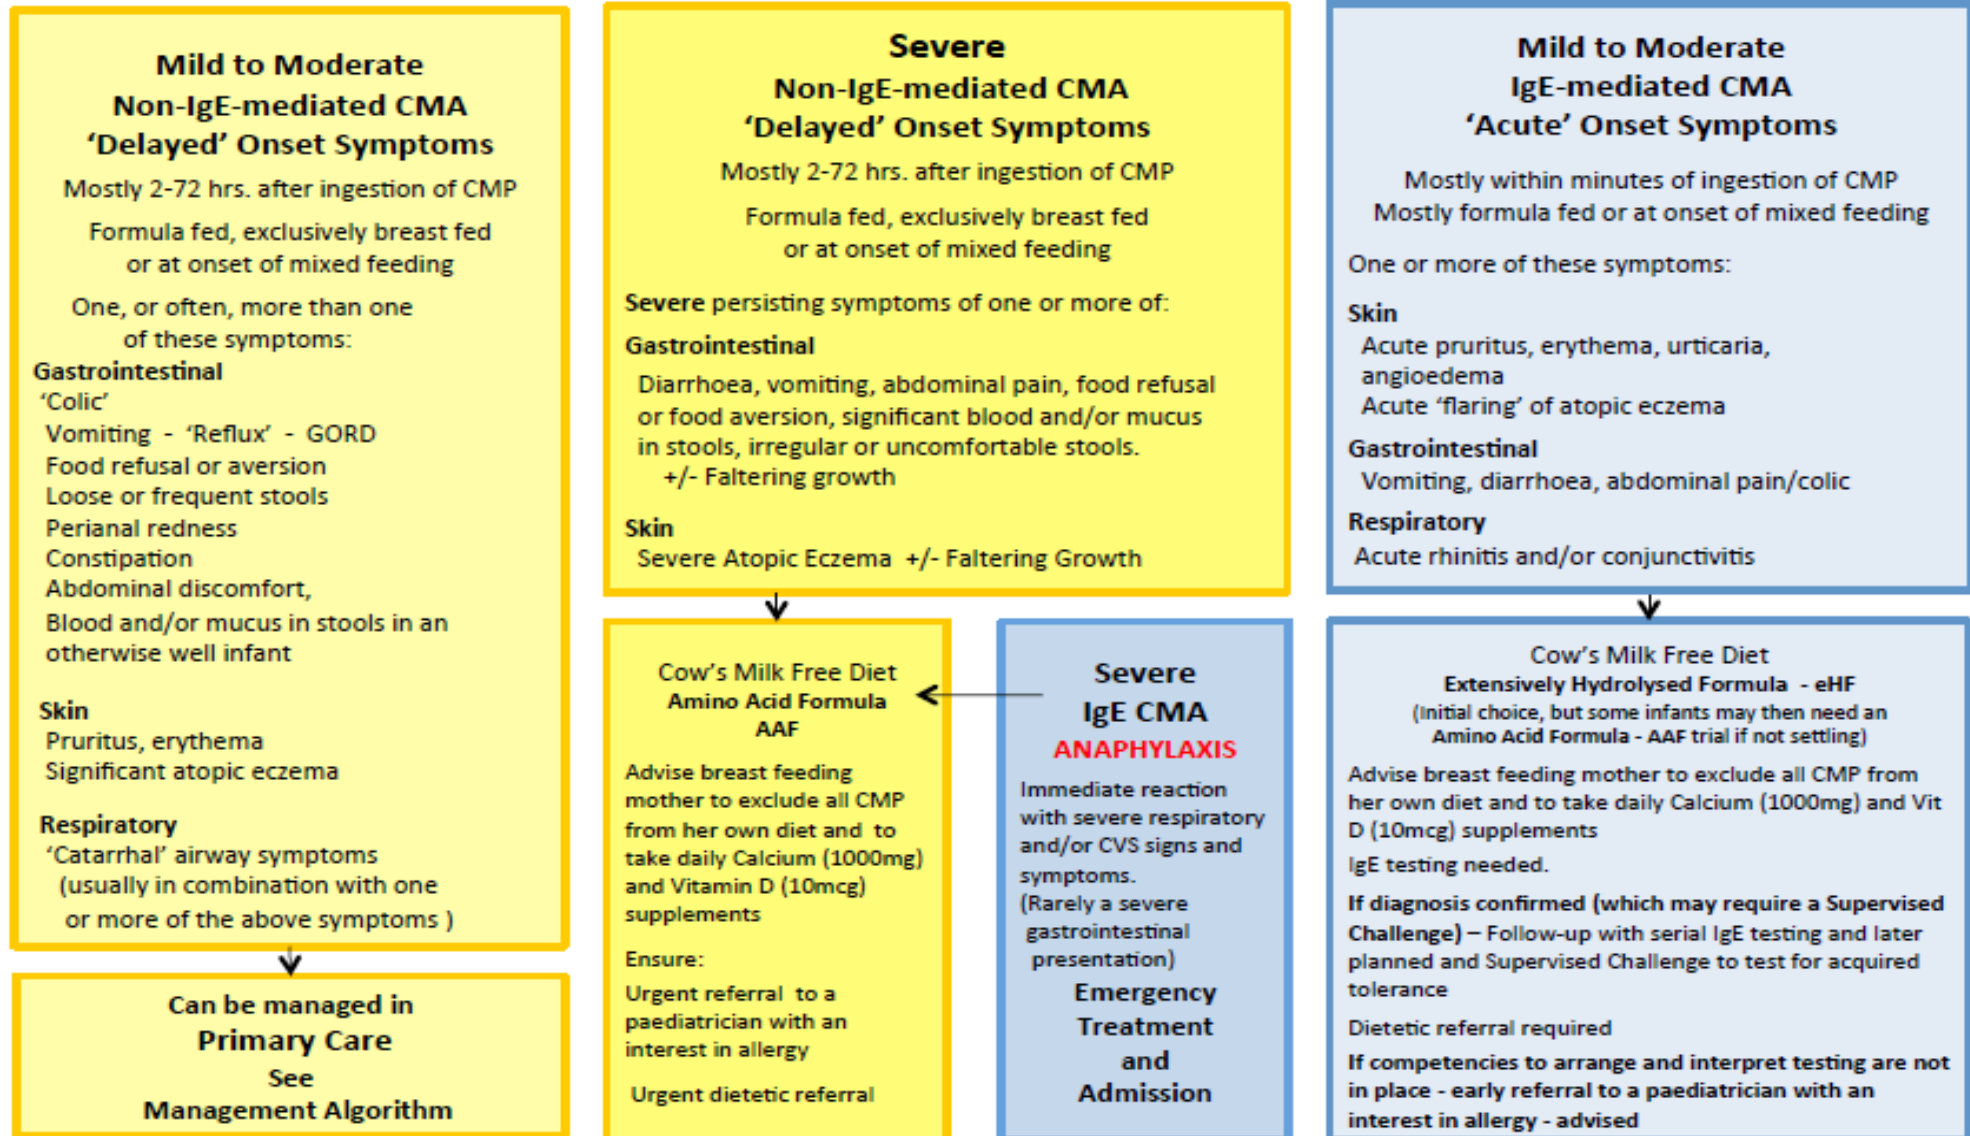 Mild to Moderate
Non-IgE-mediated CMA
‘Delayed’ Onset Symptoms
Mostly 2-72 hrs. after ingestion of CMP
Formula fed, exclusively breast fed
or at onset of mixed feeding
One, or often, more than one
of these symptoms:
Gastrointestinal
‘Colic’
Vomiting - ‘Reflux’ - GORD
Food refusal or aversion
Loose or frequent stools
Perianal redness
Constipation
Abdominal discomfort,
Blood and/or mucus in stools in an
otherwise well infant
Skin
Pruritus, erythema
Significant atopic eczema
Respiratory
‘Catarrhal’ airway symptoms
(usually in combination with one
or more of the above symptoms )
Can be managed in
Primary Care
See
Management Algorithm
Severe
Non-IgE-mediated CMA
‘Delayed’ Onset Symptoms
Mostly 2-72 hrs. after ingestion of CMP
Formula fed, exclusively breast fed
or at onset of mixed feeding
Severe persisting symptoms of one or more of:
Gastrointestinal
Diarrhoea, vomiting, abdominal pain, food refusal
or food aversion, significant blood and/or mucus
in stools, irregular or uncomfortable stools.
+/- Faltering growth
Skin
Severe Atopic Eczema +/- Faltering Growth
Cow’s Milk Free Diet
Amino Acid Formula
AAF
Advise breast feeding
mother to exclude all CMP
from her own diet and to
take daily Calcium (1000mg)
and Vitamin D (10mcg)
supplements
Ensure:
Urgent referral to a
paediatrician with an
interest in allergy
Urgent dietetic referral
Severe
IgE CMA
ANAPHYLAXIS
Immediate reaction
with severe respiratory
and/or CVS signs and
symptoms.
(Rarely a severe
gastrointestinal
presentation)
Emergency
Treatment
and
Admission
Mild to Moderate
IgE-mediated CMA
‘Acute’ Onset Symptoms
Mostly within minutes of ingestion of CMP
Mostly formula fed or at onset of mixed feeding
One or more of these symptoms:
Skin
Acute pruritus, erythema, urticaria,
angioedema
Acute ‘flaring’ of atopic eczema
Gastrointestinal
Vomiting, diarrhoea, abdominal pain/colic
Respiratory
Acute rhinitis and/or conjunctivitis
Cow’s Milk Free Diet
Extensively Hydrolysed Formula - eHF
(Initial choice, but some infants may then need an
Amino Acid Formula - AAF trial if not settling)
Advise breast feeding mother to exclude all CMP from
her own diet and to take daily Calcium (1000mg) and Vit
D (10mcg) supplements
IgE testing needed.
If diagnosis confirmed (which may require a Supervised
Challenge) – Follow-up with serial IgE testing and later
planned and Supervised Challenge to test for acquired
tolerance
Dietetic referral required
If competencies to arrange and interpret testing are not
in place - early referral to a paediatrician with an
interest in allergy - advised